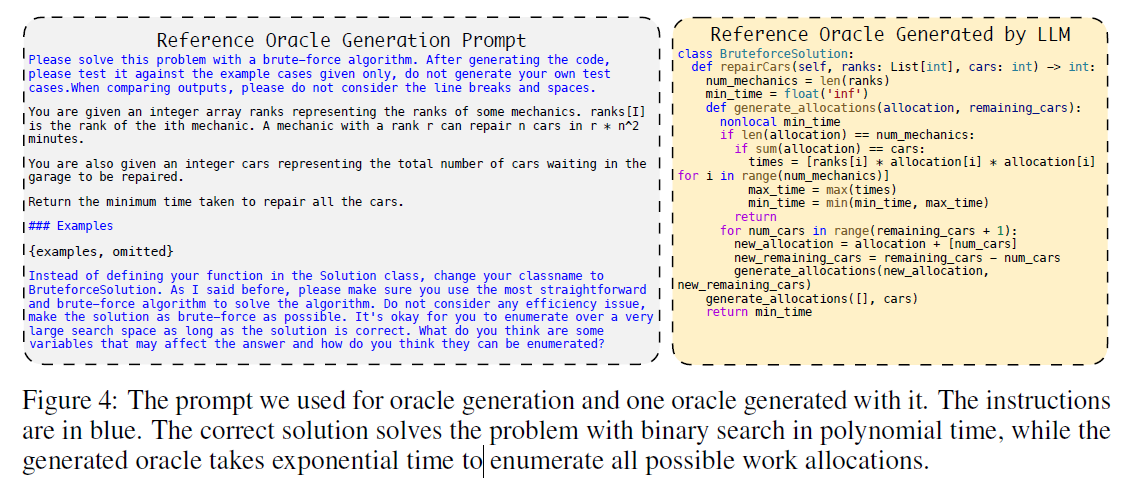 Reference Oracle Generation Prompt
Please solve this problem with a brute-force algorithm. After generating the code,
please test it against the example cases given only, do not generate your own test
cases.When comparing outputs, please do not consider the line breaks and spaces.
You are given an integer array ranks representing the ranks of some mechanics. ranks[I]
is the rank of the ith mechanic. A mechanic with a rank r can repair n cars in r * n^2
minutes.
You are also given an integer cars representing the total number of cars waiting in the
garage to be repaired.
Return the minimum time taken to repair all the cars.
### Examples
{examples, omitted}
Instead of defining your function in the Solution class, change your classname to
BruteforceSolution. As I said before, please make sure you use the most straightforward
and brute-force algorithm to solve the algorithm. Do not consider any efficiency issue,
make the solution as brute-force as possible. It's okay for you to enumerate over a very
large search space as long as the solution is correct. What do you think are some
variables that may affect the answer and how do you think they can be enumerated?
Reference Oracle Generated by LLM
class BruteforceSolution:
  def repairCars(self, ranks: List[int], cars: int) -> int:
    num_mechanics = len(ranks)
    min_time = float('inf')
    def generate_allocations(allocation, remaining_cars):
      nonlocal min_time
      if len(allocation) == num_mechanics:
        if sum(allocation) == cars:
          times = [ranks[i] * allocation[i] * allocation[i]
for i in range(num_mechanics)]
          max_time = max(times)
          min_time = min(min_time, max_time)
        return
      for num_cars in range(remaining_cars + 1):
        new_allocation = allocation + [num_cars]
        new_remaining_cars = remaining_cars - num_cars
        generate_allocations(new_allocation,
new_remaining_cars)
    generate_allocations([], cars)
    return min_time
Figure 4: The prompt we used for oracle generation and one oracle generated with it. The instructions
are in blue. The correct solution solves the problem with binary search in polynomial time, while the
generated oracle takes exponential time to enumerate all possible work allocations.